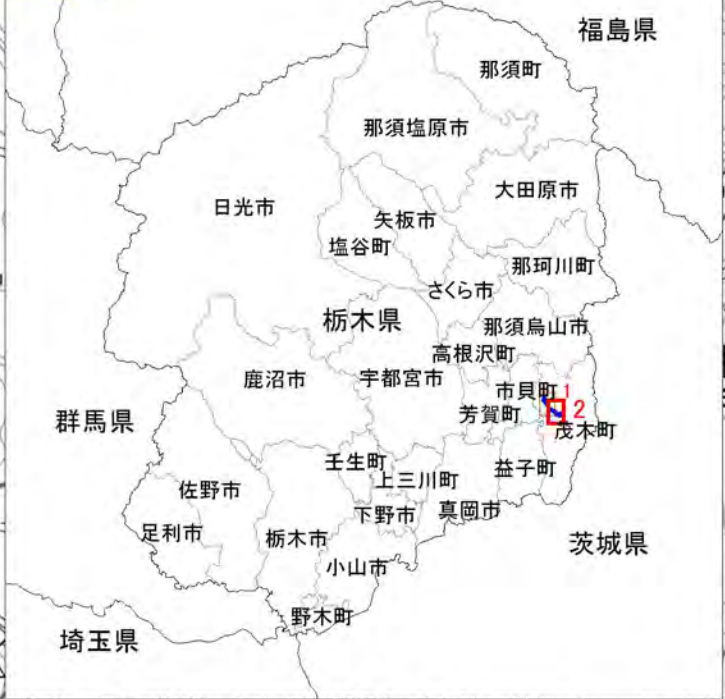 福島県
那須町
那須塩原市
大田原市
日光市
矢板市
塩谷町
那珂川町
さくら市
栃木県
那須烏山市
高根沢町
鹿沼市
宇都宮市
市貝町
1
群馬県
芳賀町
2
茂木町
壬生町
上三川町
益子町
佐野市
下野市
真岡市
足利市
栃木市
茨城県
小山市
野木町
埼玉県